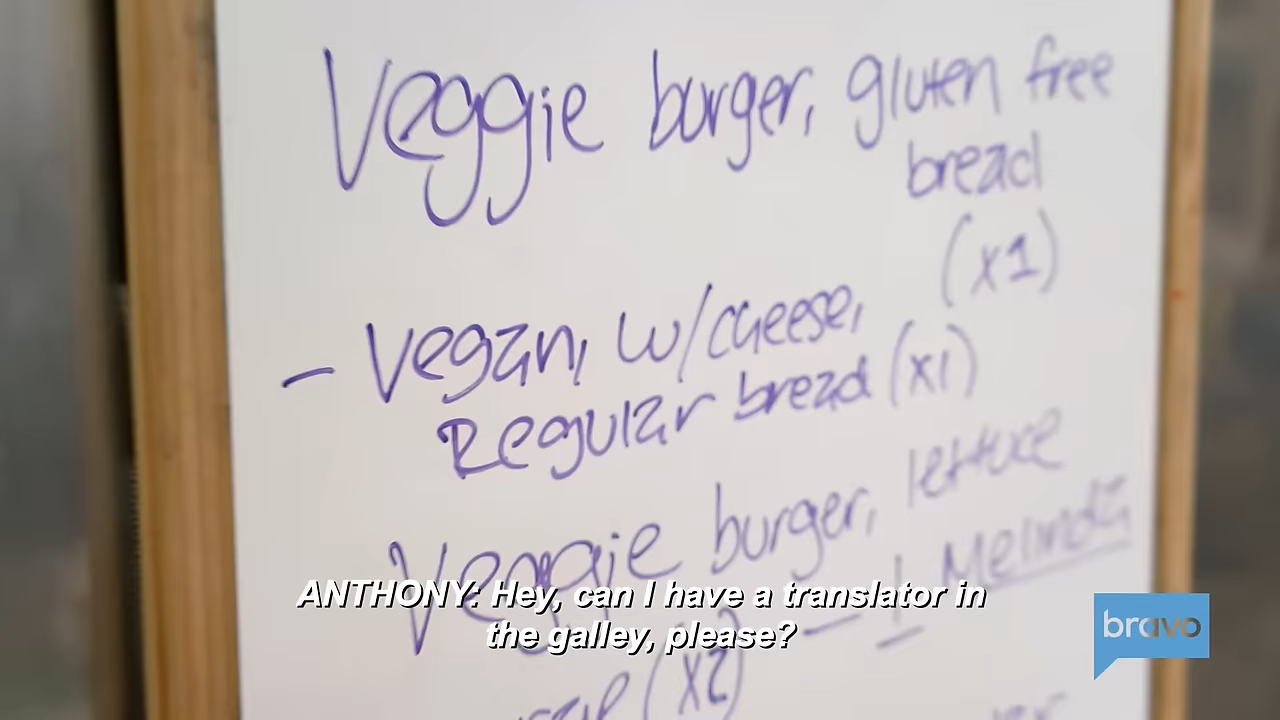 Veggie burger, gluten free
bread
(x1)
- Vegan, w/cheese,
Regular bread (x1)
Veggie burger, lettuce
- 1 Melinda
(x2)
ANTHONY: Hey, can I have a translator in
the galley, please?
bravo